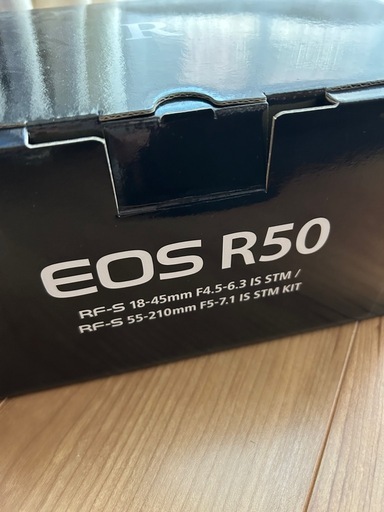 R
EOS R50
RF-S 18-45mm F4.5-6.3 IS STM /
RF-S 55-210mm F5-7.1 IS STM KIT